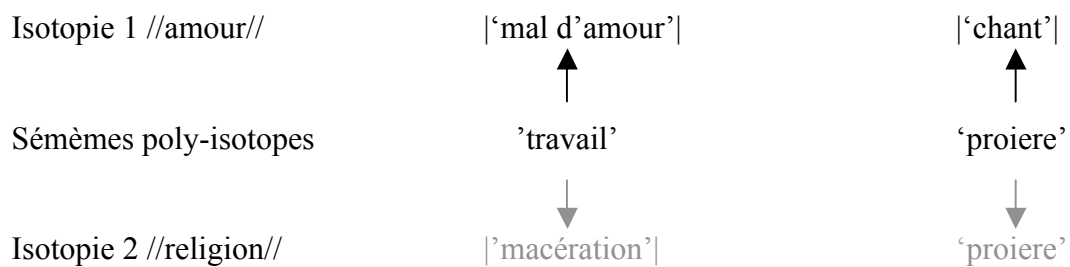 Isotopie 1 //amour// |‘mal d’amour’| |‘chant’|
Sémèmes poly-isotopes ’travail’ ‘proiere’
Isotopie 2 //religion// |’macération’| ‘proiere’